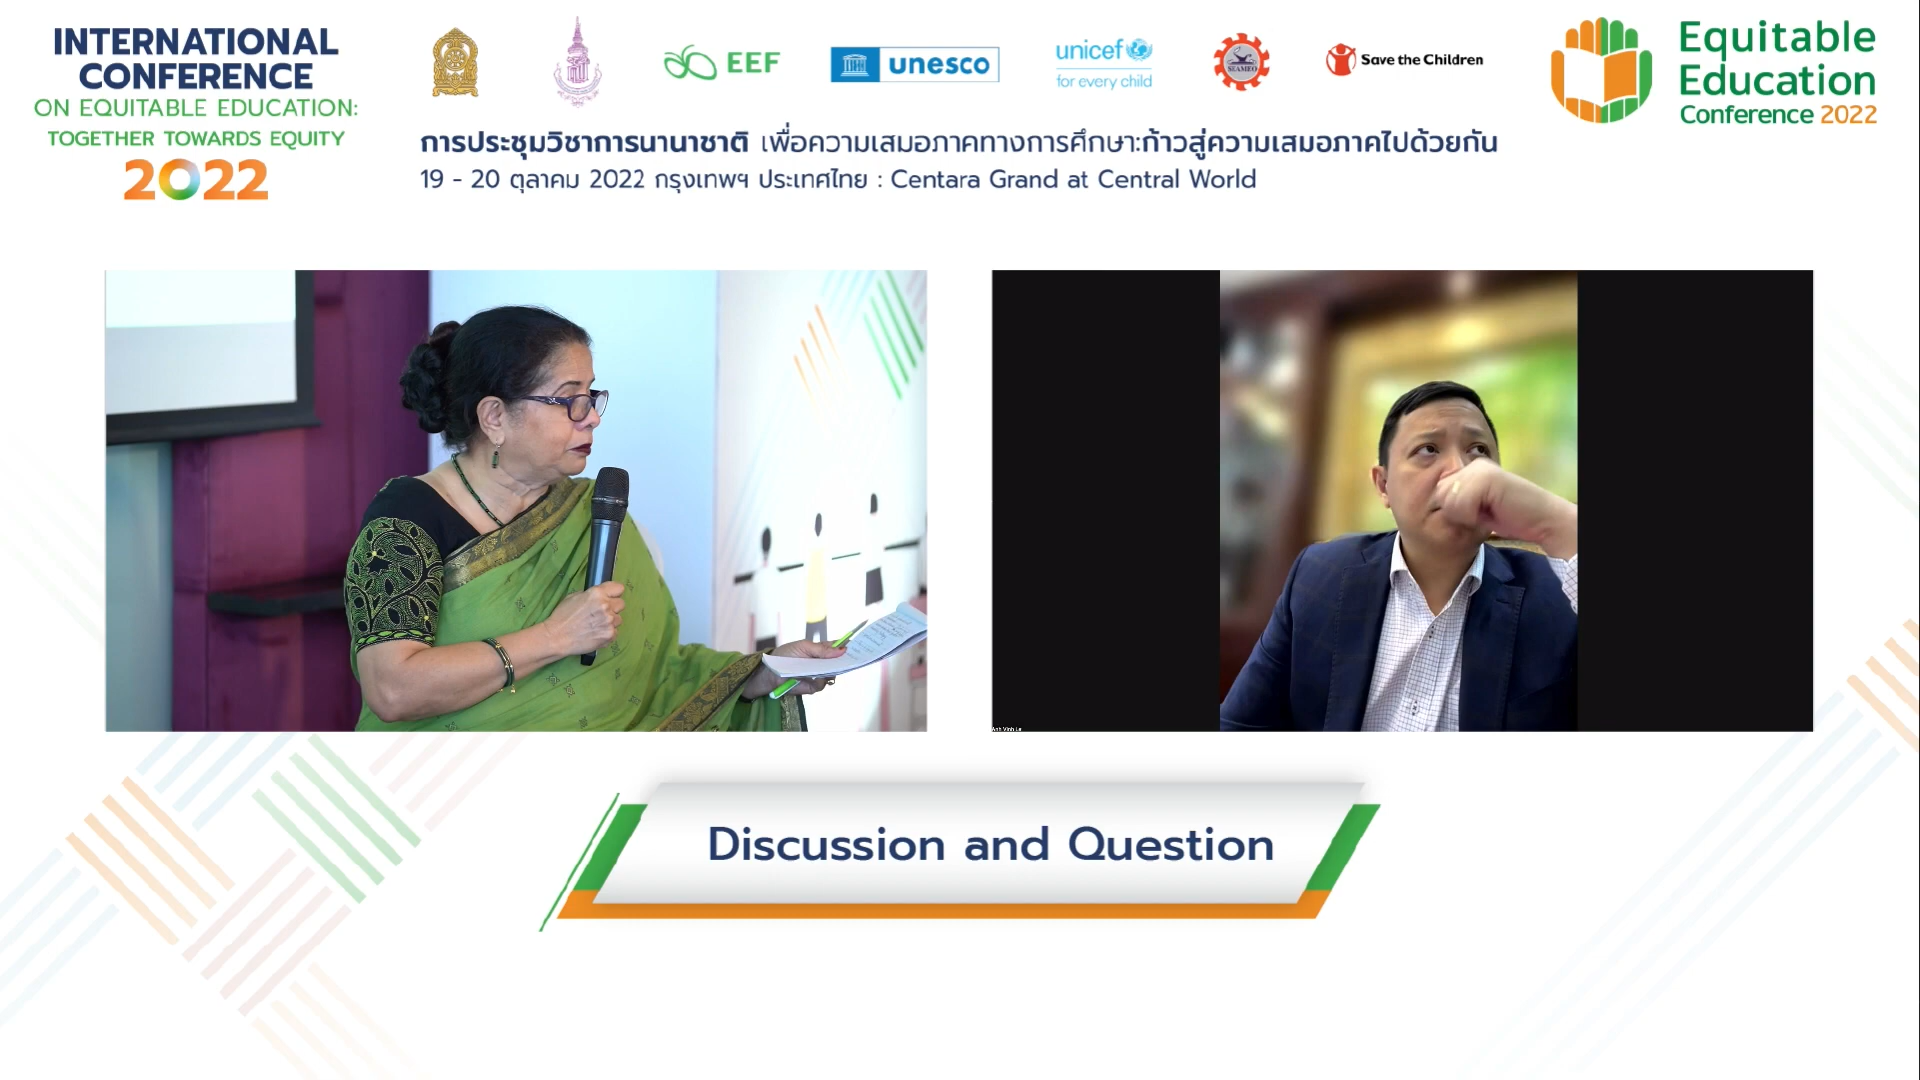 INTERNATIONAL
CONFERENCE
ON EQUITABLE EDUCATION:
TOGETHER TOWARDS EQUITY
2022
EEF
unesco
unicef
for every child
SEAMEO
Save the Children
Equitable
Education
Conference 2022
การประชุมวิชาการนานาชาติ เพื่อความเสมอภาคทางการศึกษา:ก้าวสู่ความเสมอภาคไปด้วยกัน
19 - 20 ตุลาคม 2022 กรุงเทพฯ ประเทศไทย : Centara Grand at Central World
Anh Vinh Le
Discussion and Question